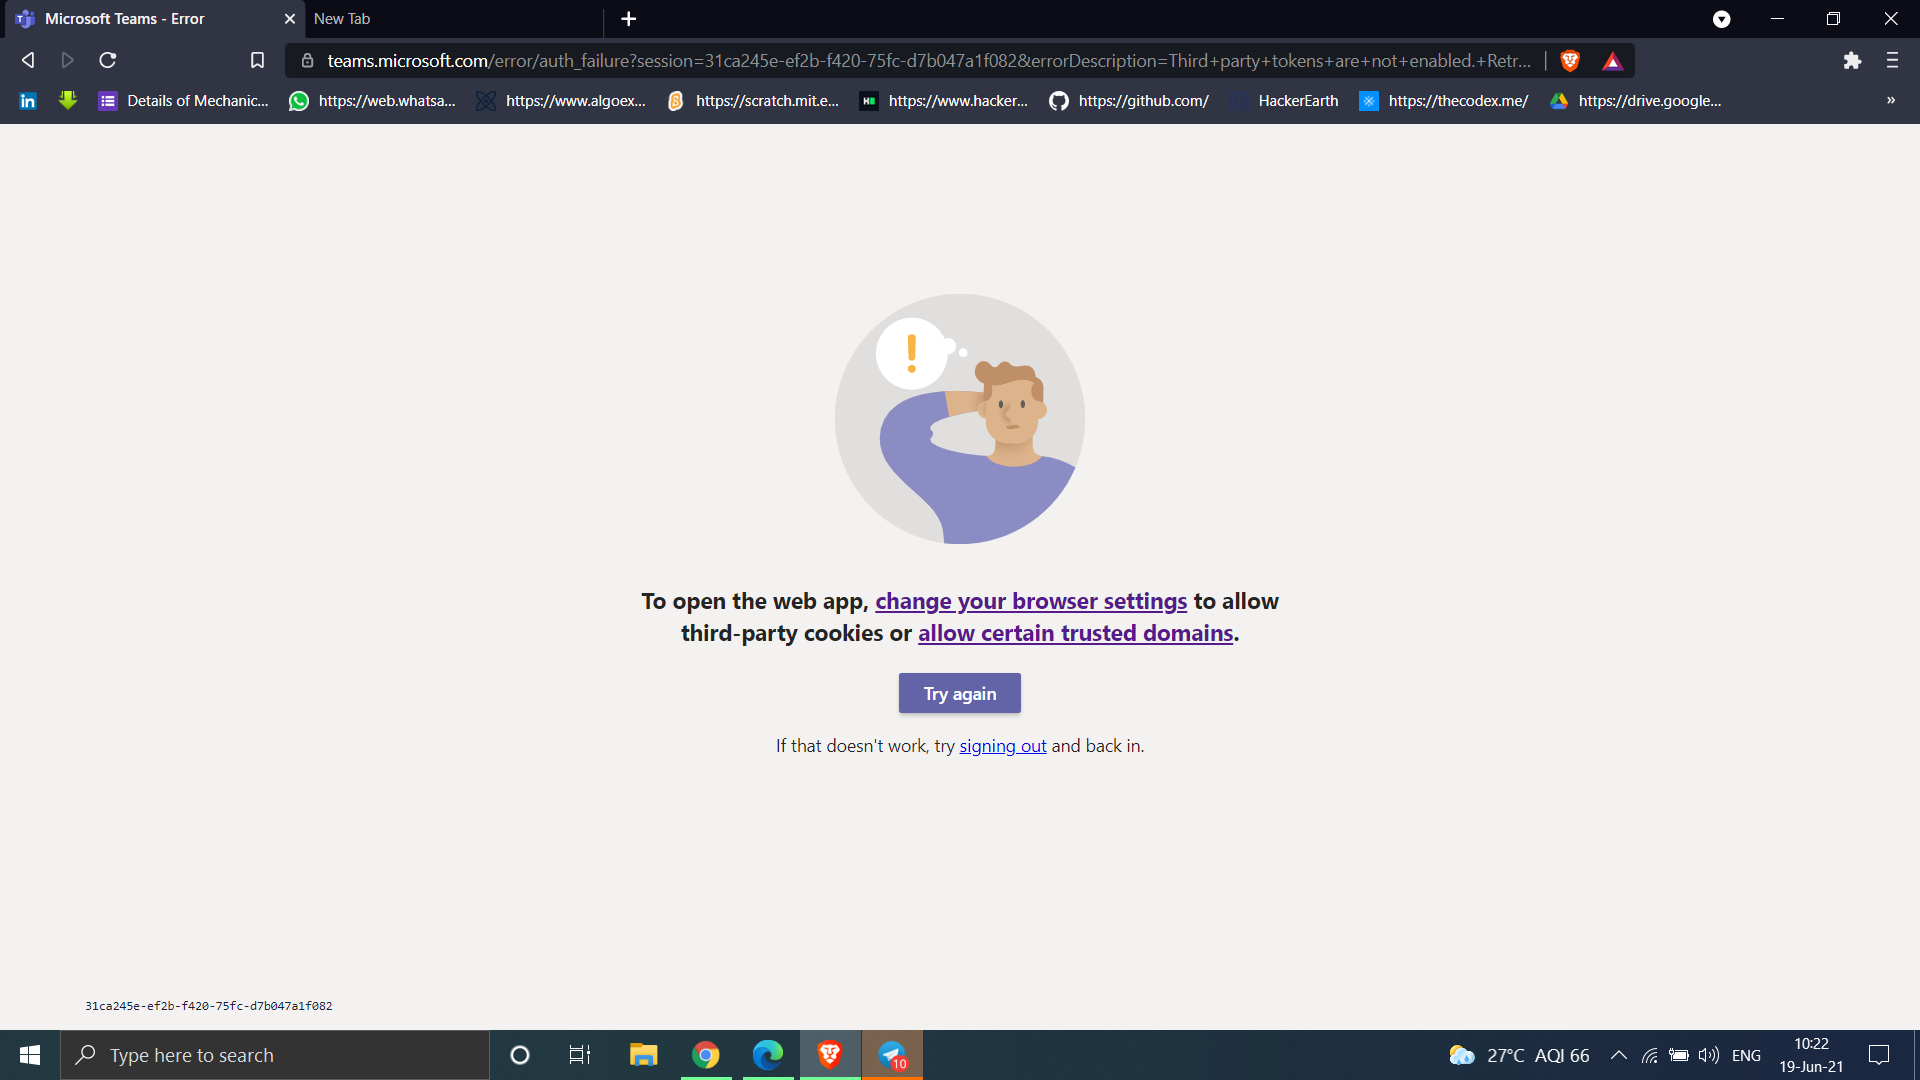 Microsoft Teams - Error
New Tab
teams.microsoft.com/error/auth_failure?session=31ca245e-ef2b-f420-75fc-d7b047a1f082&errorDescription=Third+party+tokens+are+not+enabled.+Retr...
in
Details of Mechanic...
https://web.whatsa...
https://www.algoex...
https://scratch.mit.e...
https://www.hacker...
https://github.com/
HackerEarth
https://thecodex.me/
https://drive.google...
»
To open the web app, change your browser settings to allow
third-party cookies or allow certain trusted domains.
Try again
If that doesn't work, try signing out and back in.
31ca245e-ef2b-f420-75fc-d7b047a1f082
Type here to search
10
27°C AQI 66
ENG
10:22
19-Jun-21